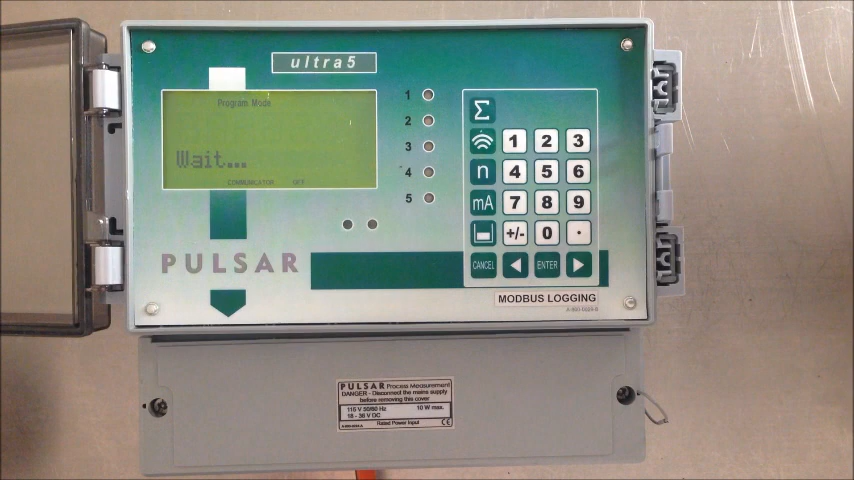 ultra5
Program Mode
Wait...
COMMUNICATOR OFF
1
2
3
4
5
Σ
1 2 3
n 4 5 6
mA 7 8 9
+/- 0 .
CANCEL ENTER
PULSAR
MODBUS LOGGING
PULSAR Process Measurement
DANGER - Disconnect the mains supply
before removing this cover
115 V 50/60 Hz 10 W max.
18 - 36 V DC
Rated Power Input CE